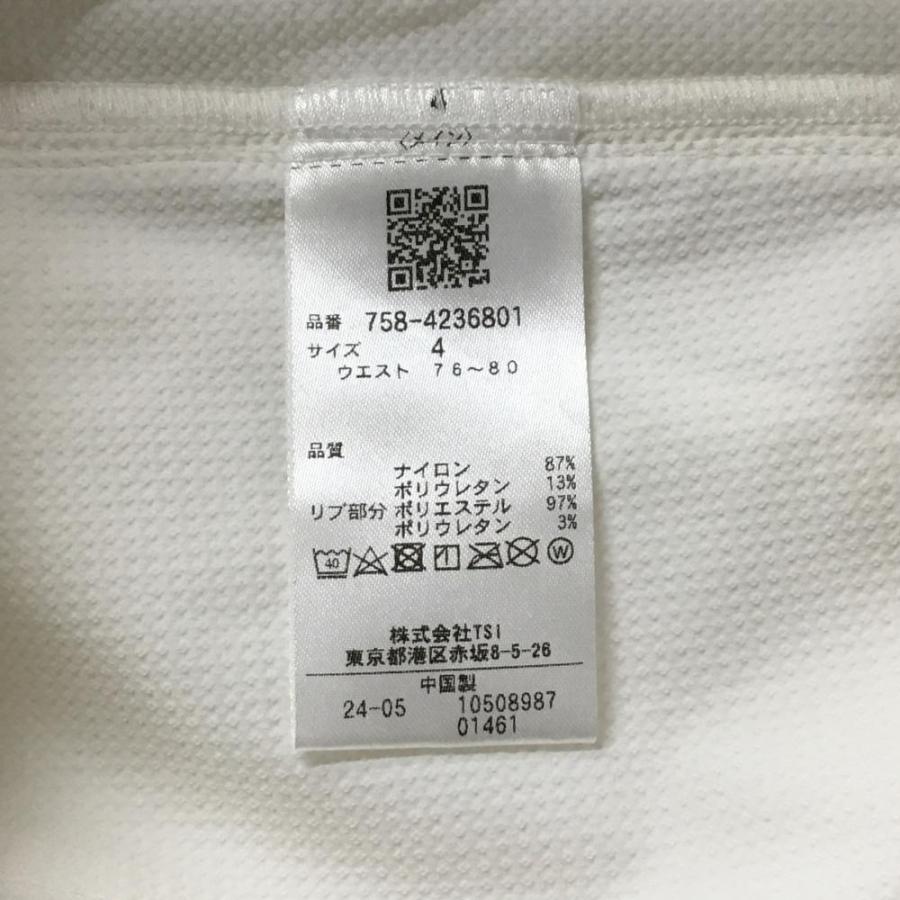 〈メイン〉
品番 758-4236801
サイズ 4
ウエスト 76～80
品質
ナイロン 87%
ポリウレタン 13%
リブ部分 ポリエステル 97%
ポリウレタン 3%
40 W
株式会社TSI
東京都港区赤坂8-5-26
中国製
24-05 10508987
01461